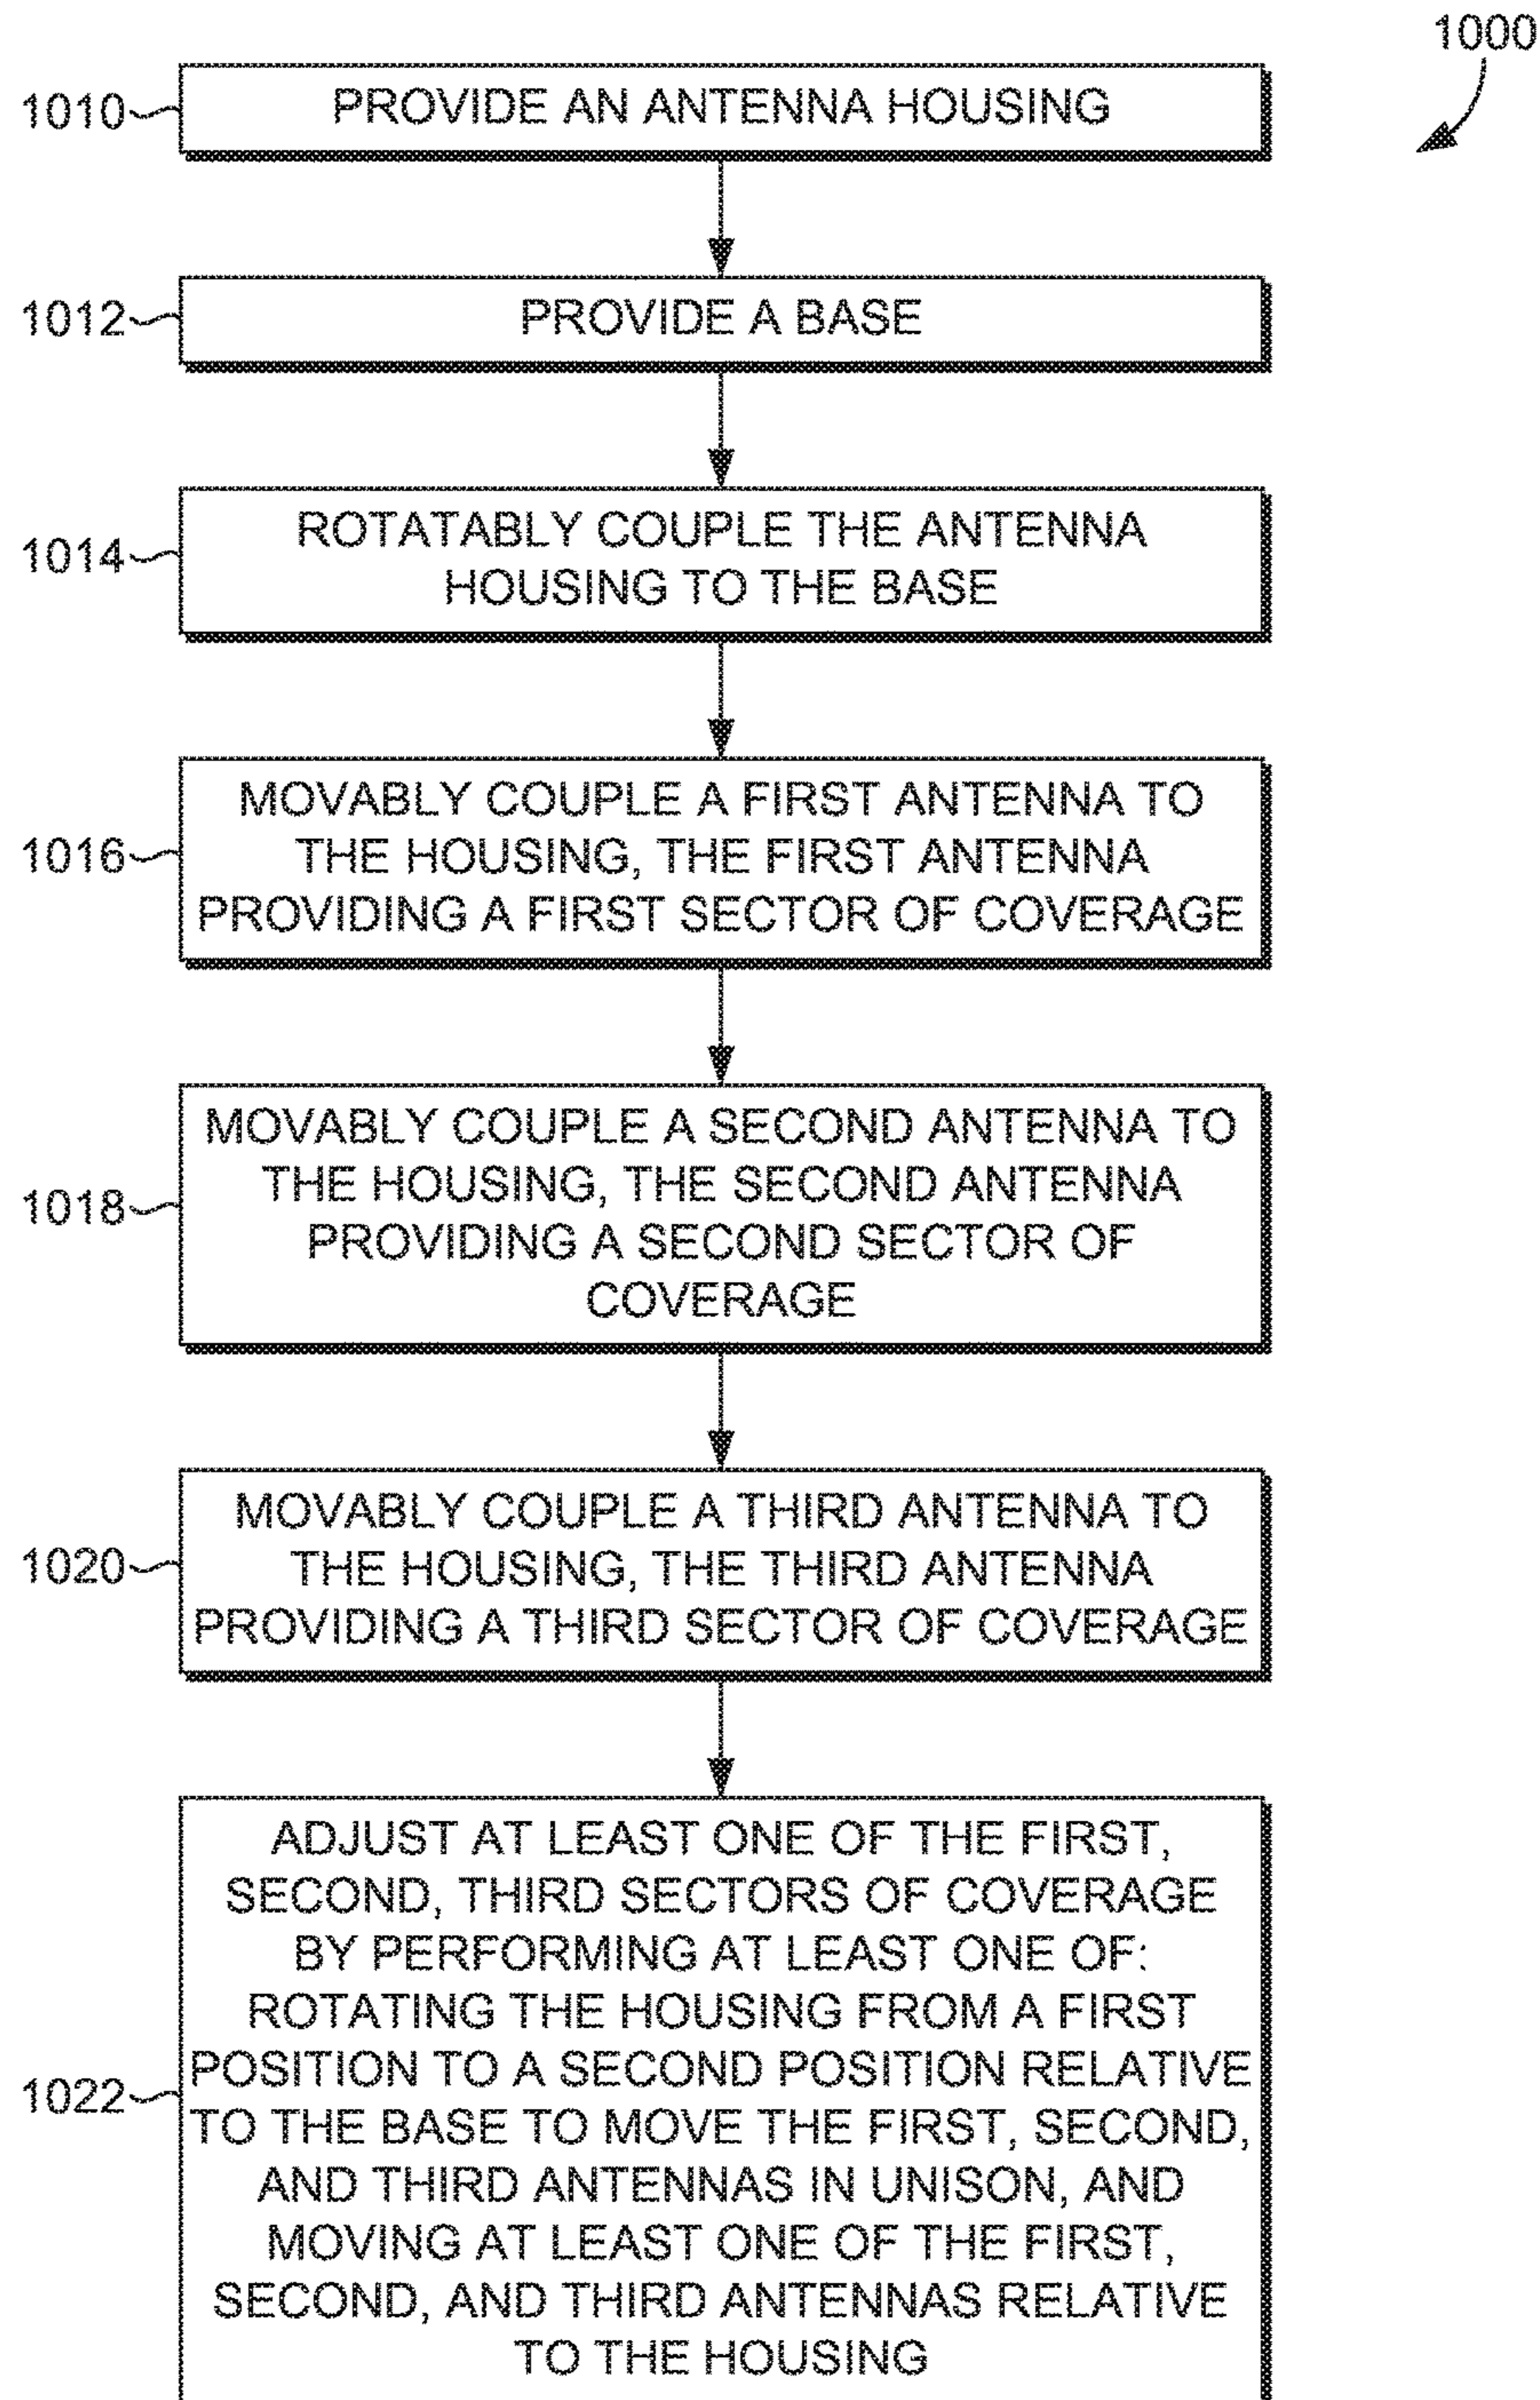 1000
1010
PROVIDE AN ANTENNA HOUSING
1012
PROVIDE A BASE
1014
ROTATABLY COUPLE THE ANTENNA
HOUSING TO THE BASE
1016
MOVABLY COUPLE A FIRST ANTENNA TO
THE HOUSING, THE FIRST ANTENNA
PROVIDING A FIRST SECTOR OF COVERAGE
1018
MOVABLY COUPLE A SECOND ANTENNA TO
THE HOUSING, THE SECOND ANTENNA
PROVIDING A SECOND SECTOR OF
COVERAGE
1020
MOVABLY COUPLE A THIRD ANTENNA TO
THE HOUSING, THE THIRD ANTENNA
PROVIDING A THIRD SECTOR OF COVERAGE
1022
ADJUST AT LEAST ONE OF THE FIRST,
SECOND, THIRD SECTORS OF COVERAGE
BY PERFORMING AT LEAST ONE OF:
ROTATING THE HOUSING FROM A FIRST
POSITION TO A SECOND POSITION RELATIVE
TO THE BASE TO MOVE THE FIRST, SECOND,
AND THIRD ANTENNAS IN UNISON, AND
MOVING AT LEAST ONE OF THE FIRST,
SECOND, AND THIRD ANTENNAS RELATIVE
TO THE HOUSING